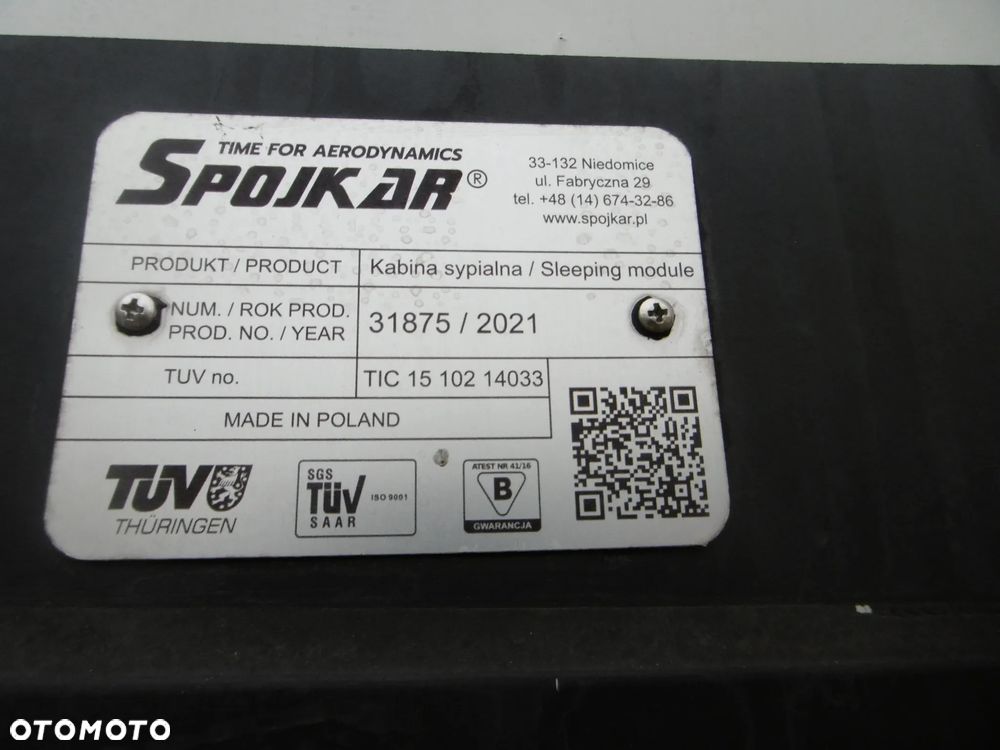 TIME FOR AERODYNAMICS
SPOJKAR®
33-132 Niedomice
ul. Fabryczna 29
tel. +48 (14) 674-32-86
www.spojkar.pl
PRODUKT / PRODUCT
Kabina sypialna / Sleeping module
NUM. / ROK PROD.
PROD. NO. / YEAR
31875 / 2021
TUV no.
TIC 15 102 14033
MADE IN POLAND
TÜV
THÜRINGEN
SGS
TÜV
SAAR
ISO 9001
ATEST NR 41/16
B
GWARANCJA
OTOMOTO